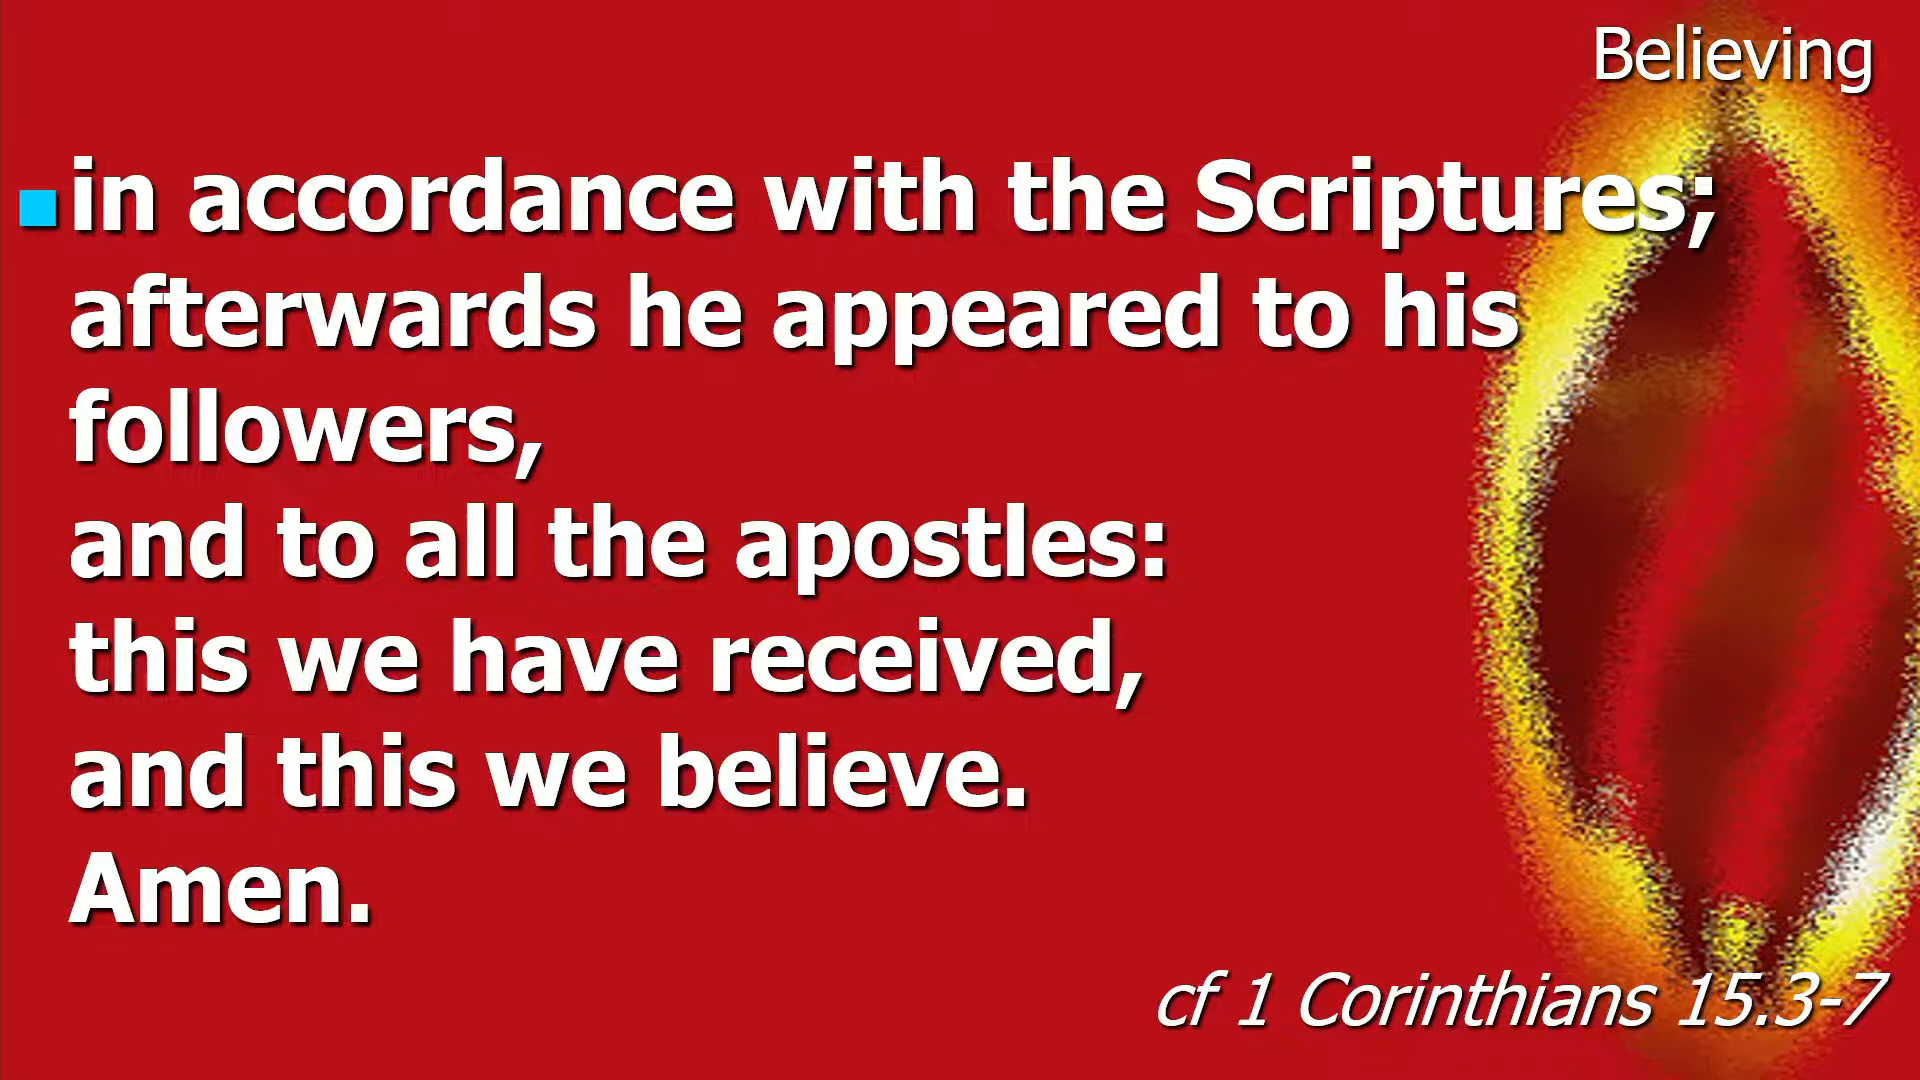 Believing
in accordance with the Scriptures;
afterwards he appeared to his
followers,
and to all the apostles:
this we have received,
and this we believe.
Amen.
cf 1 Corinthians 15.3-7